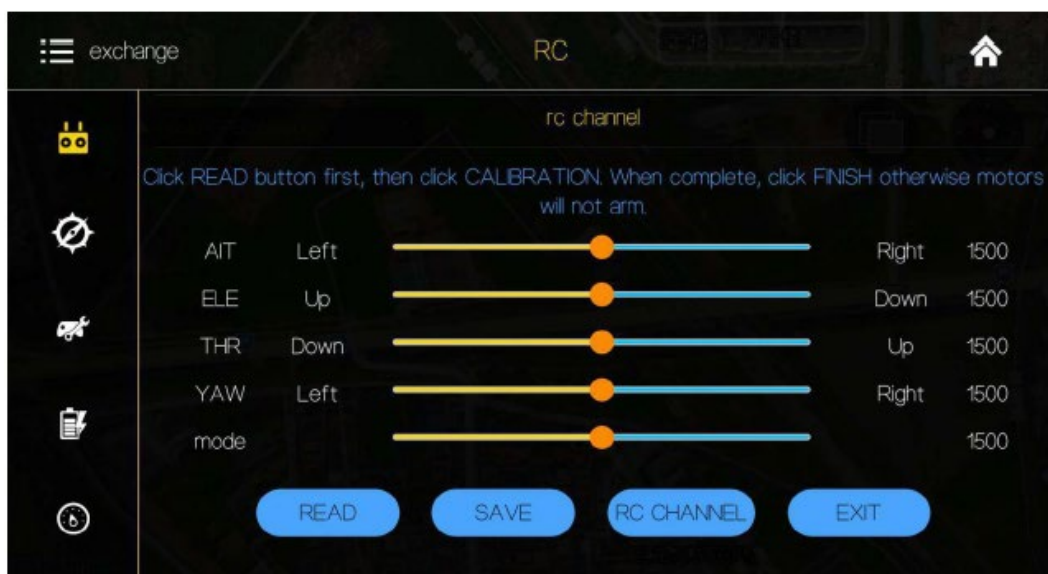 exchange RC
rc channel
Click READ button first, then click CALIBRATION. When complete, click FINISH otherwise motors
will not arm.
AIT Left Right 1500
ELE Up Down 1500
THR Down Up 1500
YAW Left Right 1500
mode 1500
READ SAVE RC CHANNEL EXIT